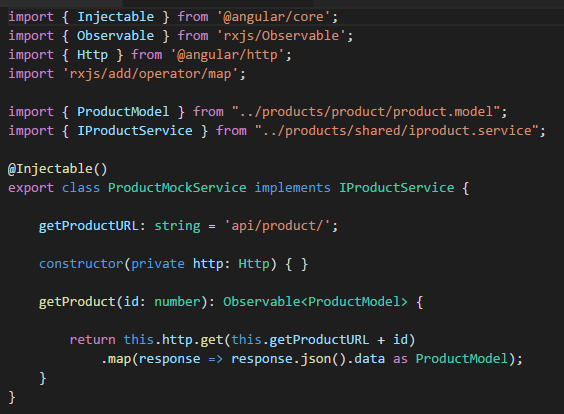 import { Injectable } from '@angular/core';
import { Observable } from 'rxjs/Observable';
import { Http } from '@angular/http';
import 'rxjs/add/operator/map';
import { ProductModel } from "../products/product/product.model";
import { IProductService } from "../products/shared/iproduct.service";
@Injectable()
export class ProductMockService implements IProductService {
getProductURL: string = 'api/product/';
constructor(private http: Http) { }
getProduct(id: number): Observable<ProductModel> {
return this.http.get(this.getProductURL + id)
.map(response => response.json().data as ProductModel);
}
}